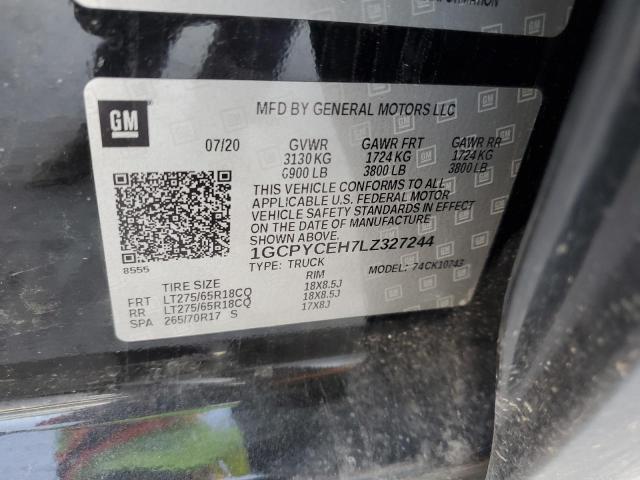 GM
MFD BY GENERAL MOTORS LLC
07/20 GVWR GAWR FRT GAWR RR
3130 KG 1724 KG 1724 KG
6900 LB 3800 LB 3800 LB
THIS VEHICLE CONFORMS TO ALL
APPLICABLE U.S. FEDERAL MOTOR
VEHICLE SAFETY STANDARDS IN EFFECT ON
THE DATE OF MANUFACTURE SHOWN ABOVE.
1GCPYCEH7LZ327244
8555
TYPE: TRUCK MODEL: 74CK10743
TIRE SIZE RIM
FRT LT275/65R18CQ 18X8.5J
RR LT275/65R18CQ 18X8.5J
SPA 265/70R17 S 17X8J